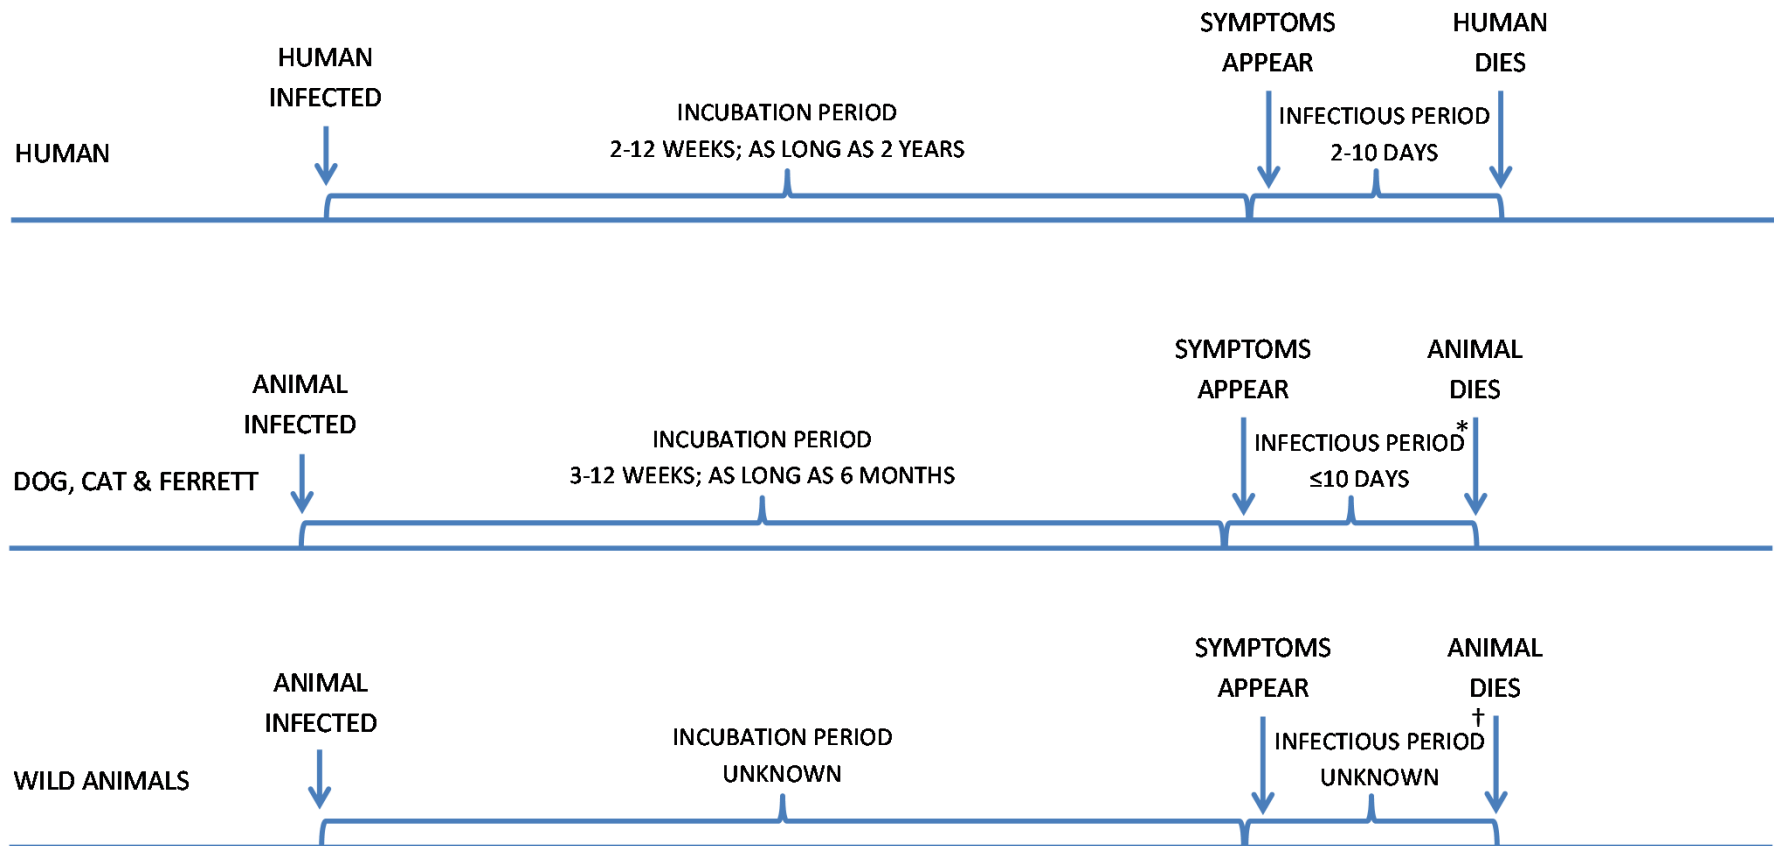 HUMAN
HUMAN
INFECTED
INCUBATION PERIOD
2-12 WEEKS; AS LONG AS 2 YEARS
SYMPTOMS
APPEAR
INFECTIOUS PERIOD
2-10 DAYS
HUMAN
DIES
DOG, CAT & FERRETT
ANIMAL
INFECTED
INCUBATION PERIOD
3-12 WEEKS; AS LONG AS 6 MONTHS
SYMPTOMS
APPEAR
INFECTIOUS PERIOD*
≤10 DAYS
ANIMAL
DIES
WILD ANIMALS
ANIMAL
INFECTED
INCUBATION PERIOD
UNKNOWN
SYMPTOMS
APPEAR
INFECTIOUS PERIOD†
UNKNOWN
ANIMAL
DIES